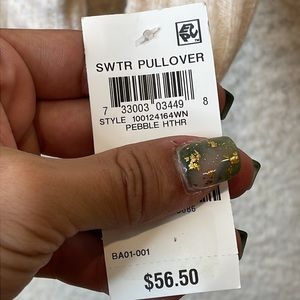 SWTR PULLOVER
7 33003 03449 8
STYLE 100124164WN
PEBBLE HTHR
BA01-001
$56.50